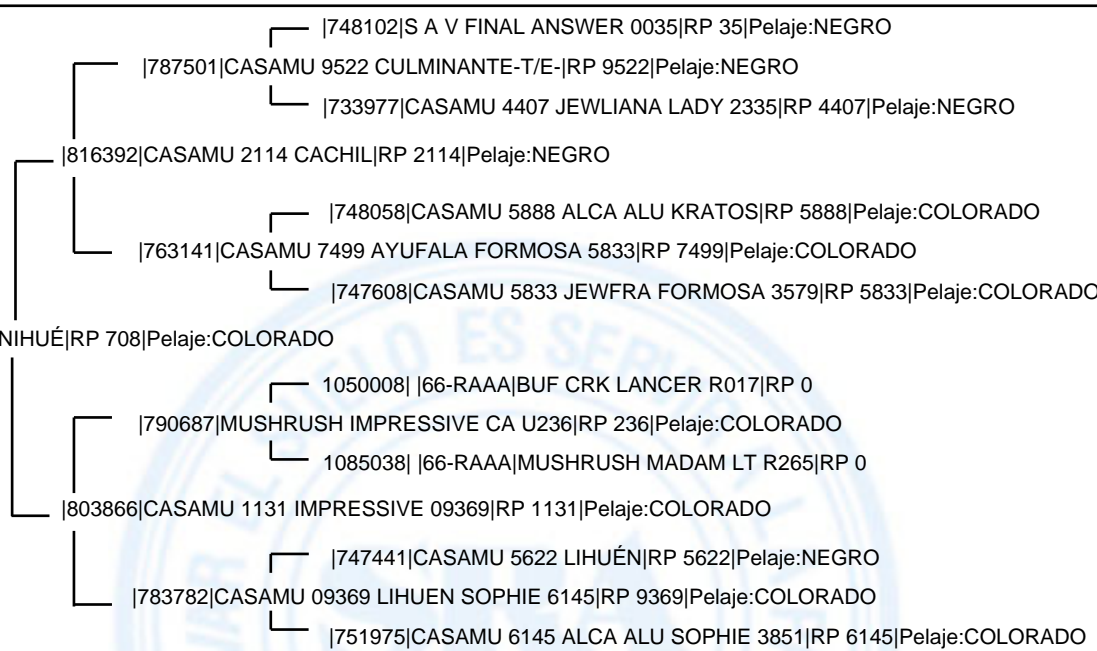 |748102|S A V FINAL ANSWER 0035|RP 35|Pelaje:NEGRO
|787501|CASAMU 9522 CULMINANTE-T/E-|RP 9522|Pelaje:NEGRO
|733977|CASAMU 4407 JEWLIANA LADY 2335|RP 4407|Pelaje:NEGRO
|816392|CASAMU 2114 CACHIL|RP 2114|Pelaje:NEGRO
|748058|CASAMU 5888 ALCA ALU KRATOS|RP 5888|Pelaje:COLORADO
|763141|CASAMU 7499 AYUFALA FORMOSA 5833|RP 7499|Pelaje:COLORADO
|747608|CASAMU 5833 JEWFRA FORMOSA 3579|RP 5833|Pelaje:COLORADO
NIHUÉ|RP 708|Pelaje:COLORADO
1050008| |66-RAAA|BUF CRK LANCER R017|RP 0
|790687|MUSHRUSH IMPRESSIVE CA U236|RP 236|Pelaje:COLORADO
1085038| |66-RAAA|MUSHRUSH MADAM LT R265|RP 0
|803866|CASAMU 1131 IMPRESSIVE 09369|RP 1131|Pelaje:COLORADO
|747441|CASAMU 5622 LIHUÉN|RP 5622|Pelaje:NEGRO
|783782|CASAMU 09369 LIHUEN SOPHIE 6145|RP 9369|Pelaje:COLORADO
|751975|CASAMU 6145 ALCA ALU SOPHIE 3851|RP 6145|Pelaje:COLORADO